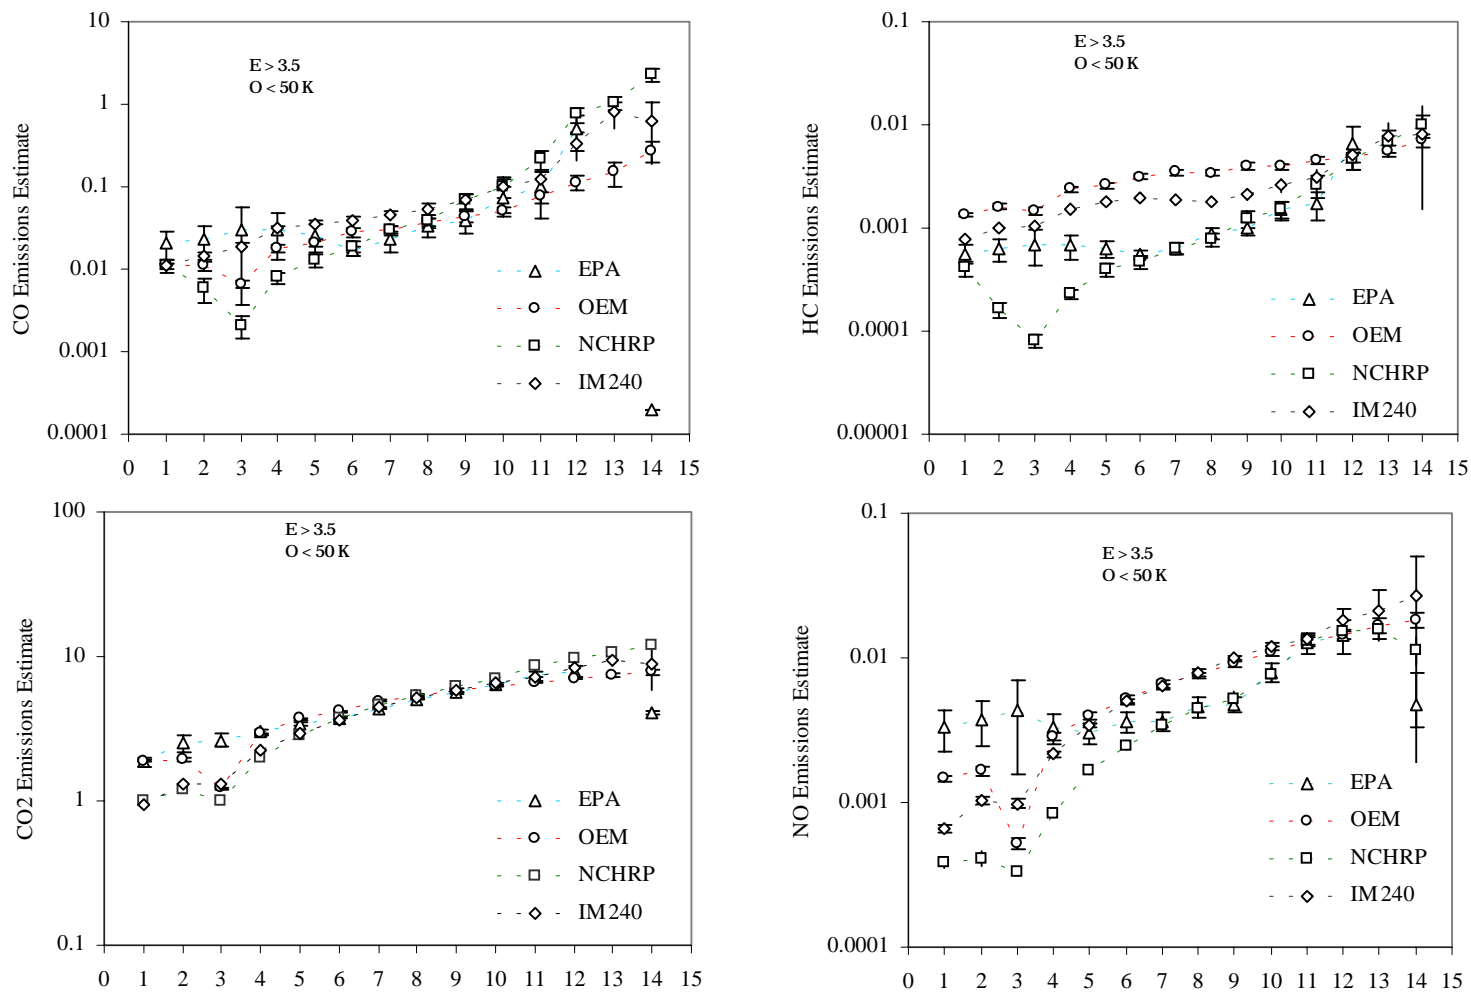 10
1
0.1
0.01
0.001
0.0001
CO Emissions Estimate
E > 3.5
O < 50 K
EPA
OEM
NCHRP
IM240
0 1 2 3 4 5 6 7 8 9 10 11 12 13 14 15
0.1
0.01
0.001
0.0001
0.00001
HC Emissions Estimate
E > 3.5
O < 50 K
EPA
OEM
NCHRP
IM240
0 1 2 3 4 5 6 7 8 9 10 11 12 13 14 15
100
10
1
0.1
CO2 Emissions Estimate
E > 3.5
O < 50 K
EPA
OEM
NCHRP
IM240
0 1 2 3 4 5 6 7 8 9 10 11 12 13 14 15
0.1
0.01
0.001
0.0001
NO Emissions Estimate
E > 3.5
O < 50 K
EPA
OEM
NCHRP
IM240
0 1 2 3 4 5 6 7 8 9 10 11 12 13 14 15